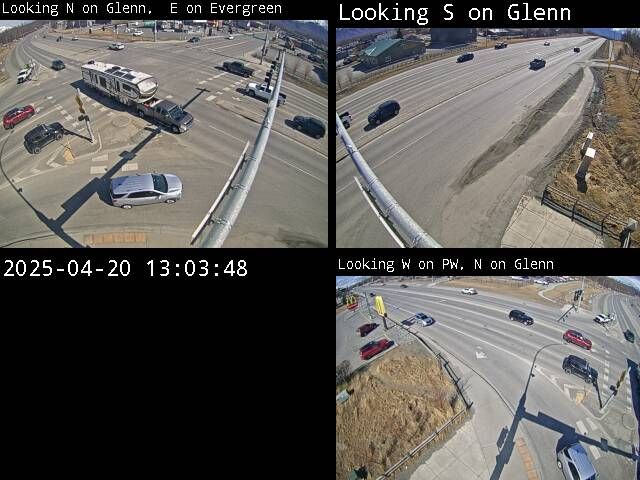 Looking N on Glenn,  E on Evergreen
Looking S on Glenn
2025-04-20 13:03:48
Looking W on PW, N on Glenn